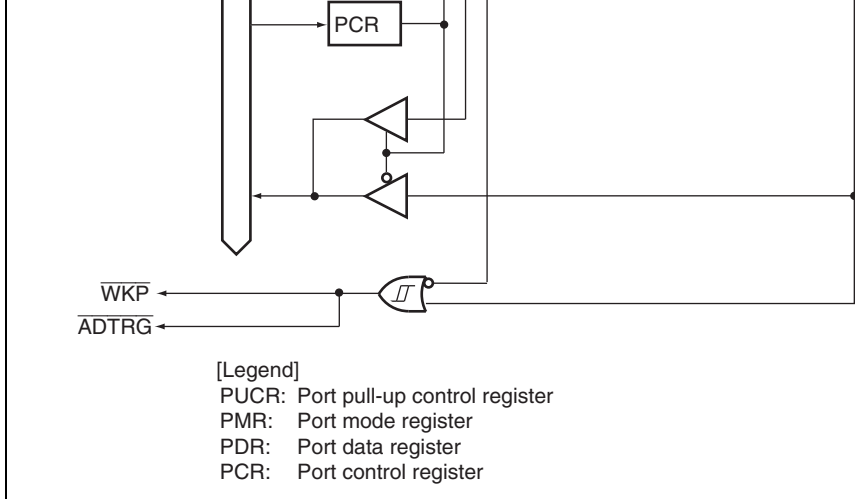 PCR
WKP
ADTRG
[Legend]
PUCR: Port pull-up control register
PMR: Port mode register
PDR: Port data register
PCR: Port control register